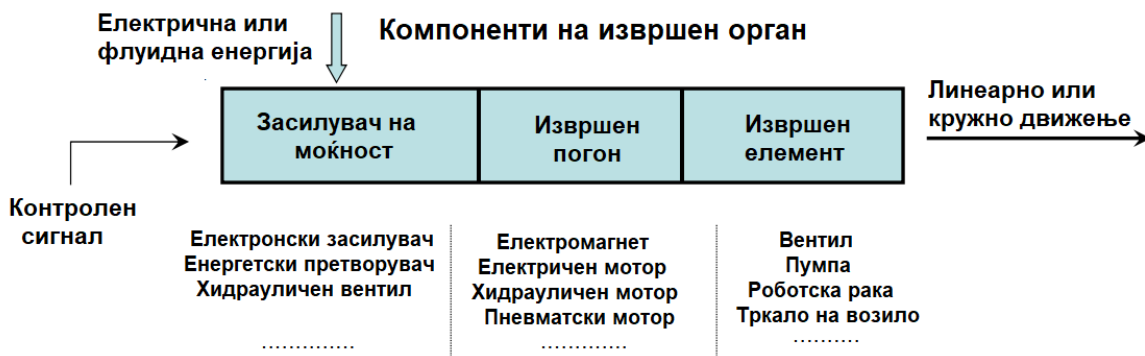 Електрична или
флуидна енергија
Компоненти на извршен орган
Засилувач на
моќност
Извршен
погон
Извршен
елемент
Линеарно или
кружно движење
Контролен
сигнал
Електронски засилувач
Енергетски претворувач
Хидрауличен вентил
..............
Електромагнет
Електричен мотор
Хидрауличен мотор
Пневматски мотор
.............
Вентил
Пумпа
Роботска рака
Тркало на возило
..........